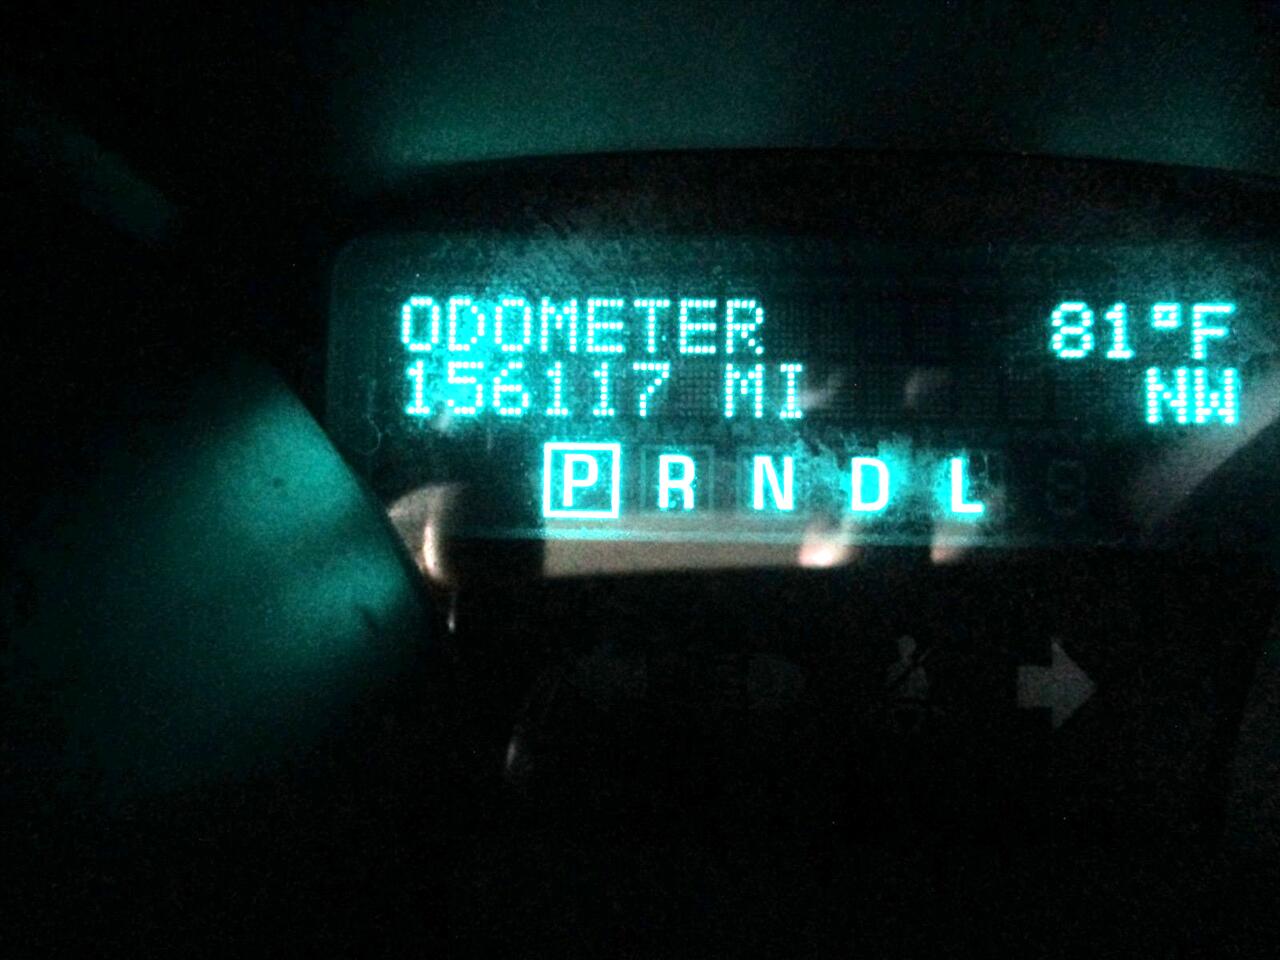 ODOMETER 81°F
156117 MI NW
P R N D L